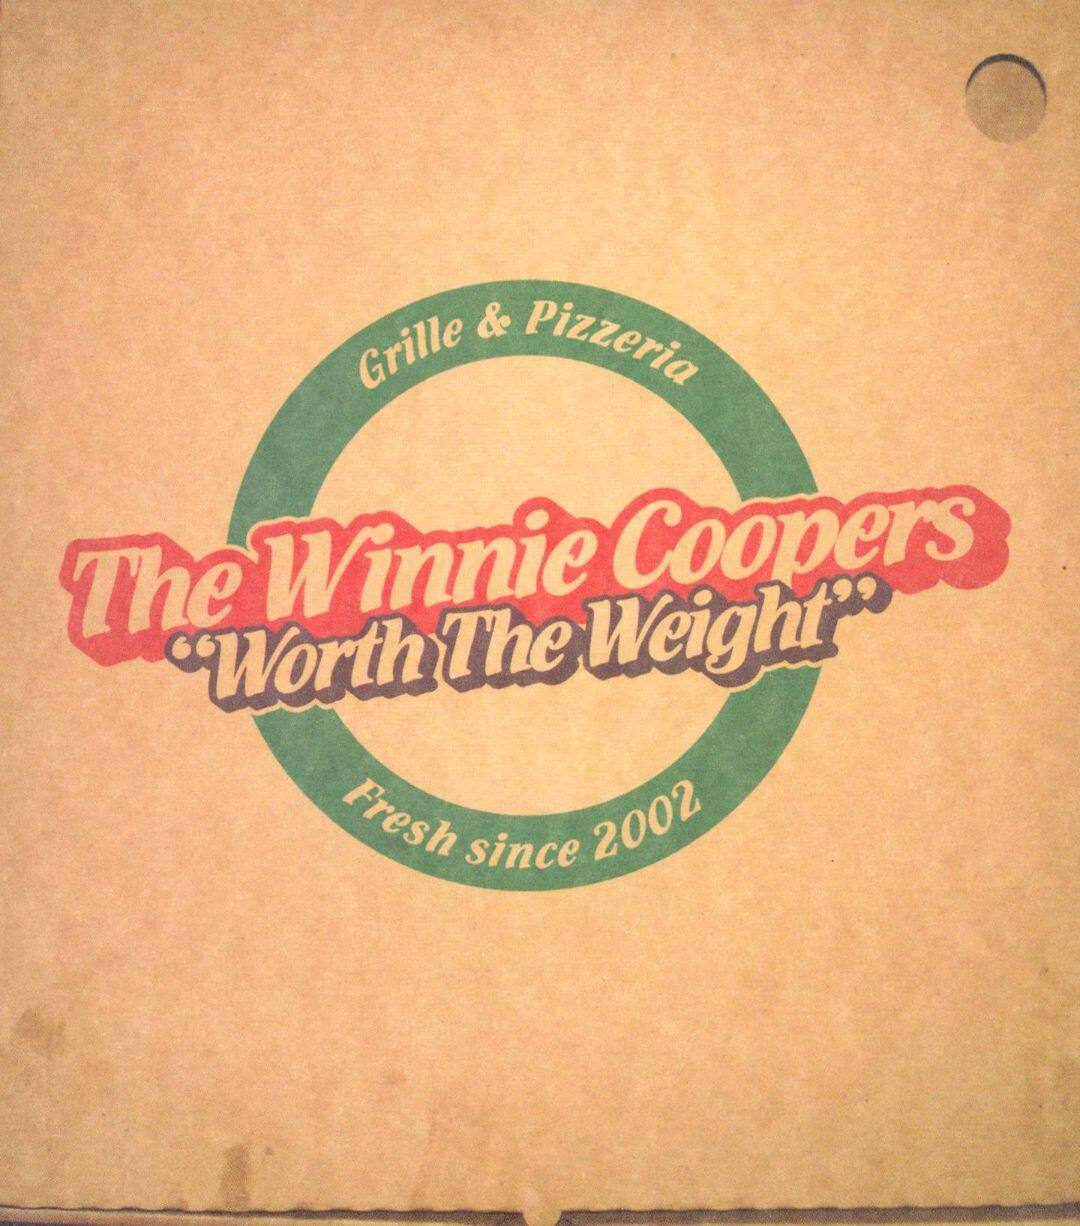 Grille & Pizzeria
The Winnie Coopers
“Worth The Weight”
Fresh since 2002